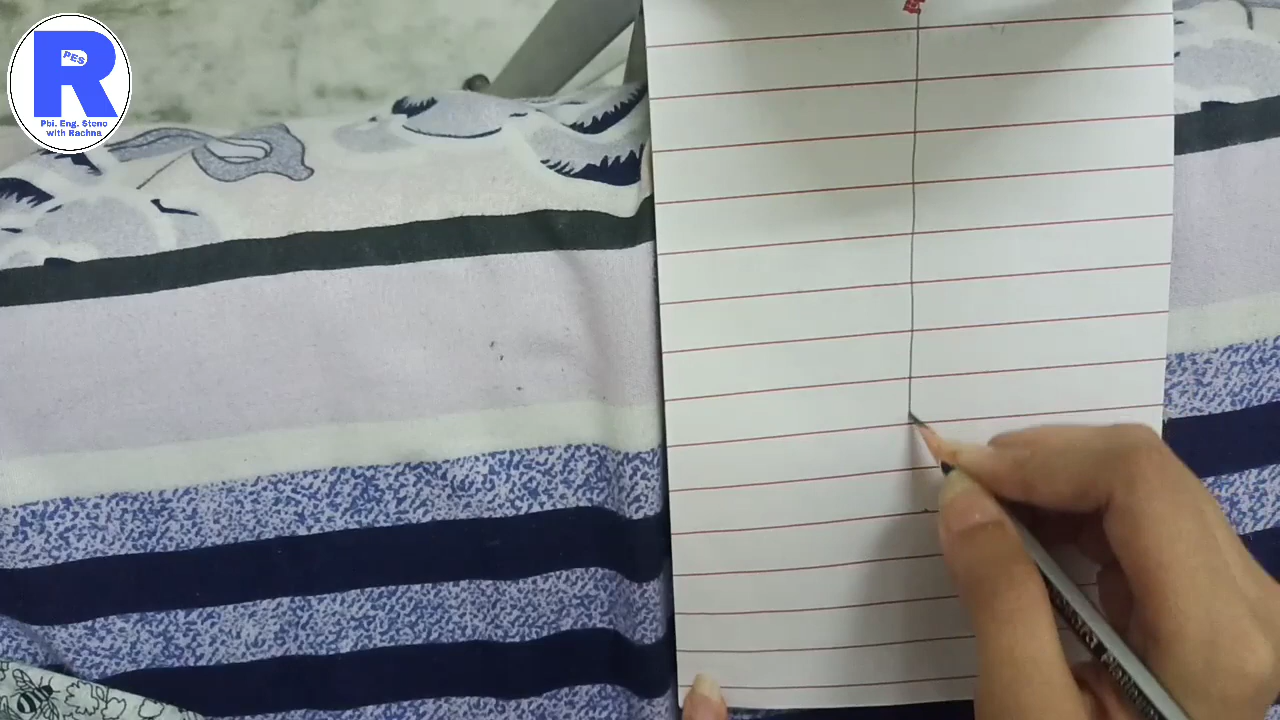 PES
R
Pbi. Eng. Steno
with Rachna